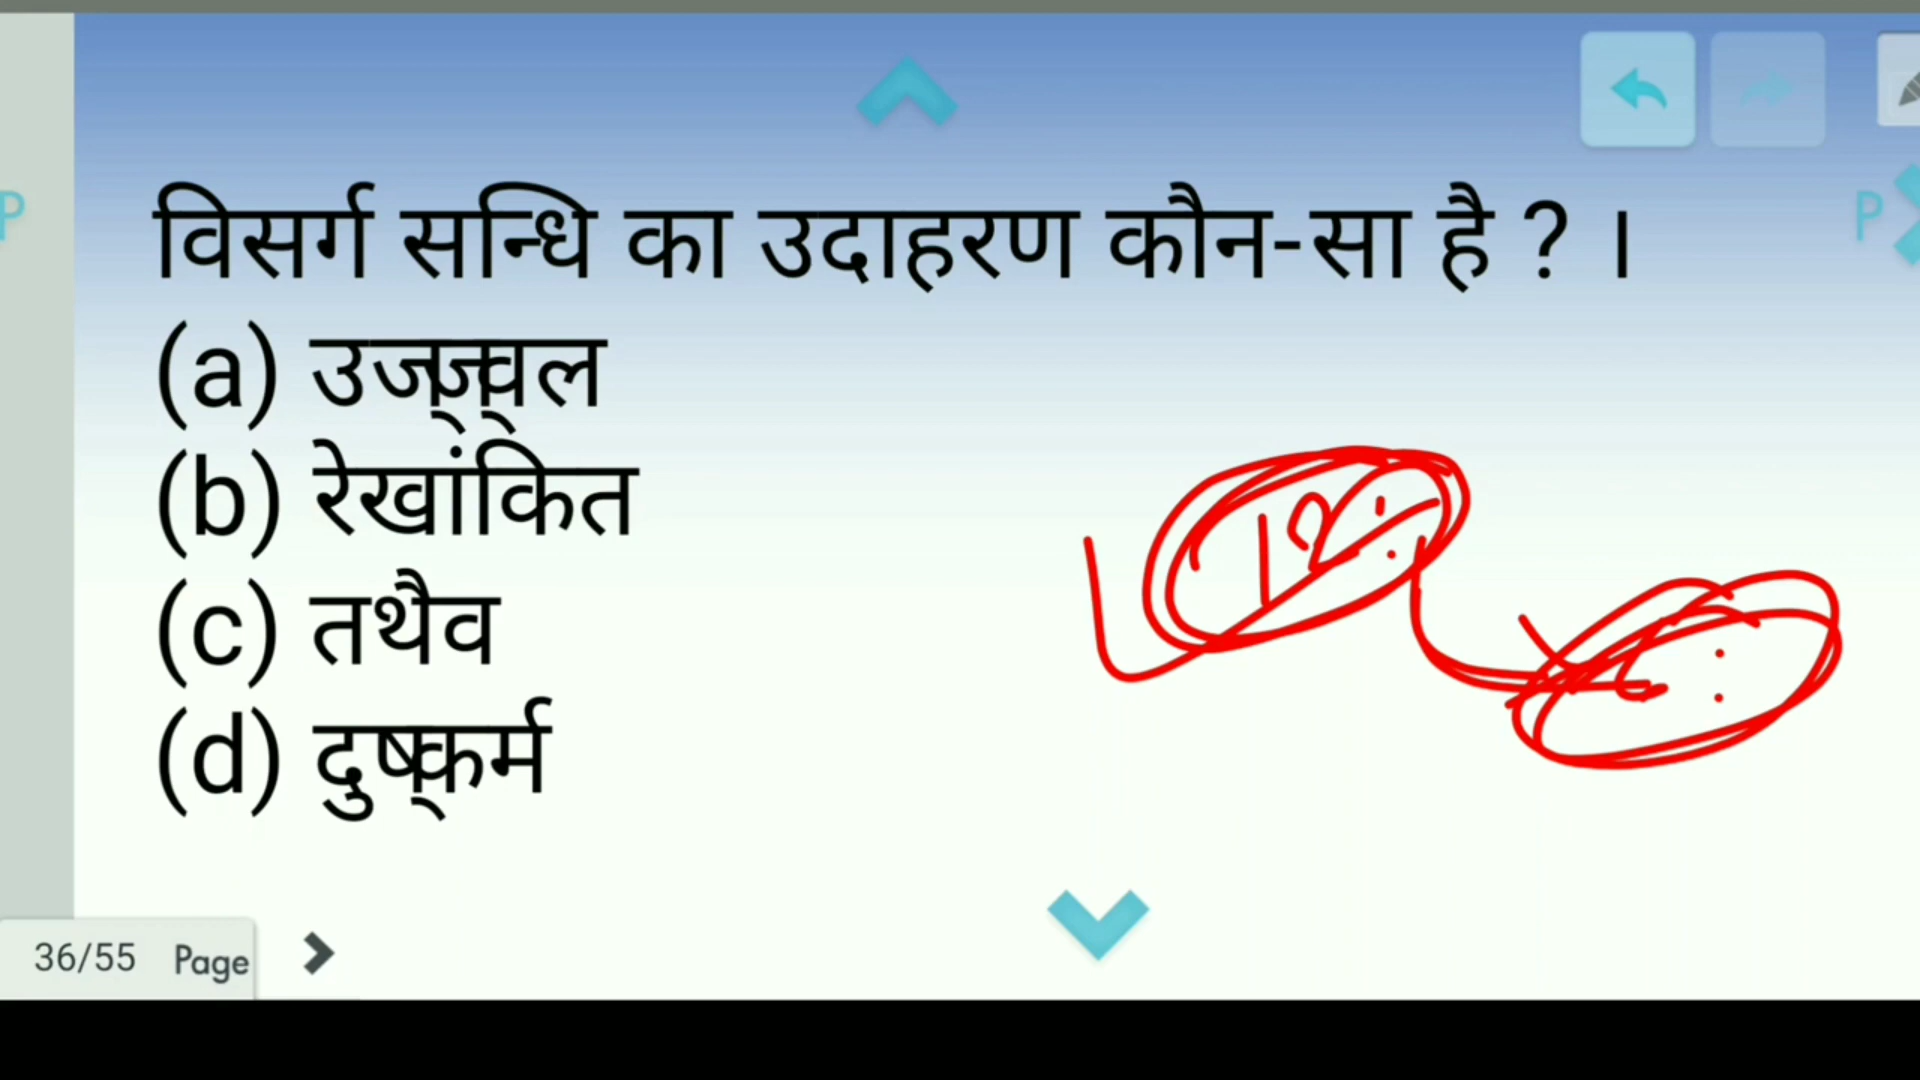 विसर्ग सन्धि का उदाहरण कौन-सा है ? ।
(a) उज्ज्वल
(b) रेखांकित
(c) तथैव
(d) दुष्कर्म
P
P
36/55 Page